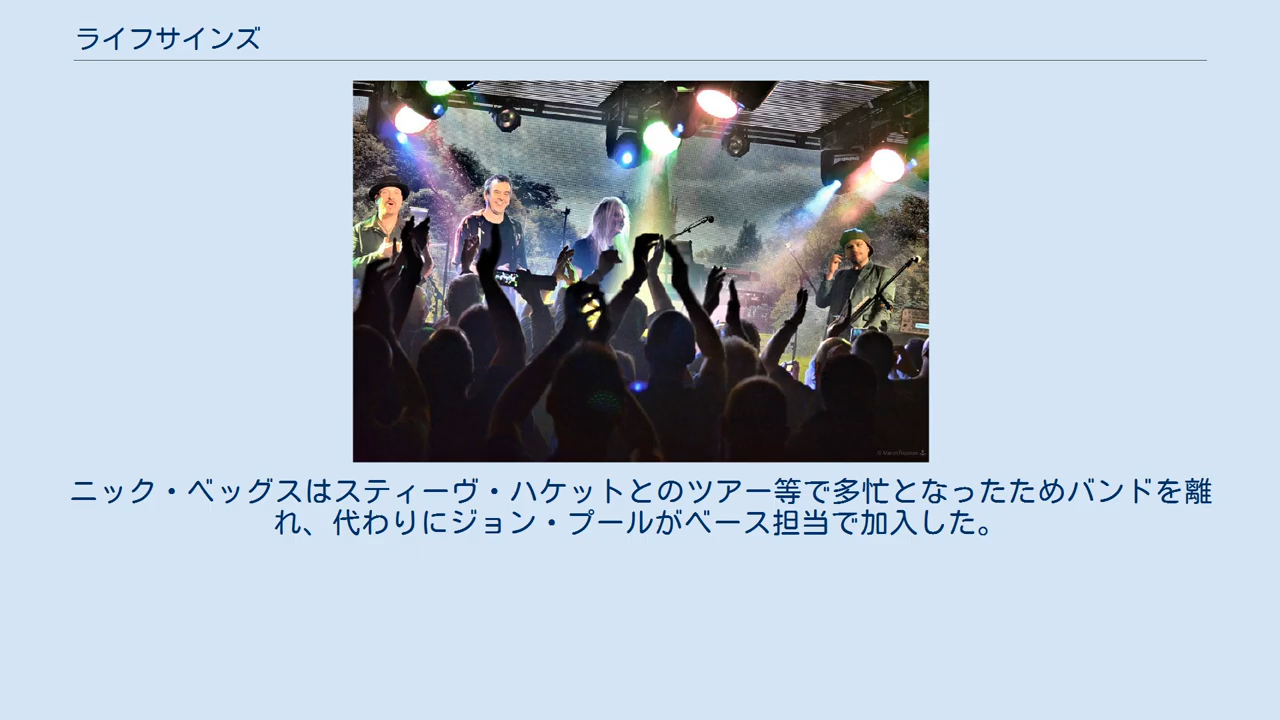 ライフサインズ
ニック・ベッグスはスティーヴ・ハケットとのツアー等で多忙となったためバンドを離
れ、代わりにジョン・プールがベース担当で加入した。